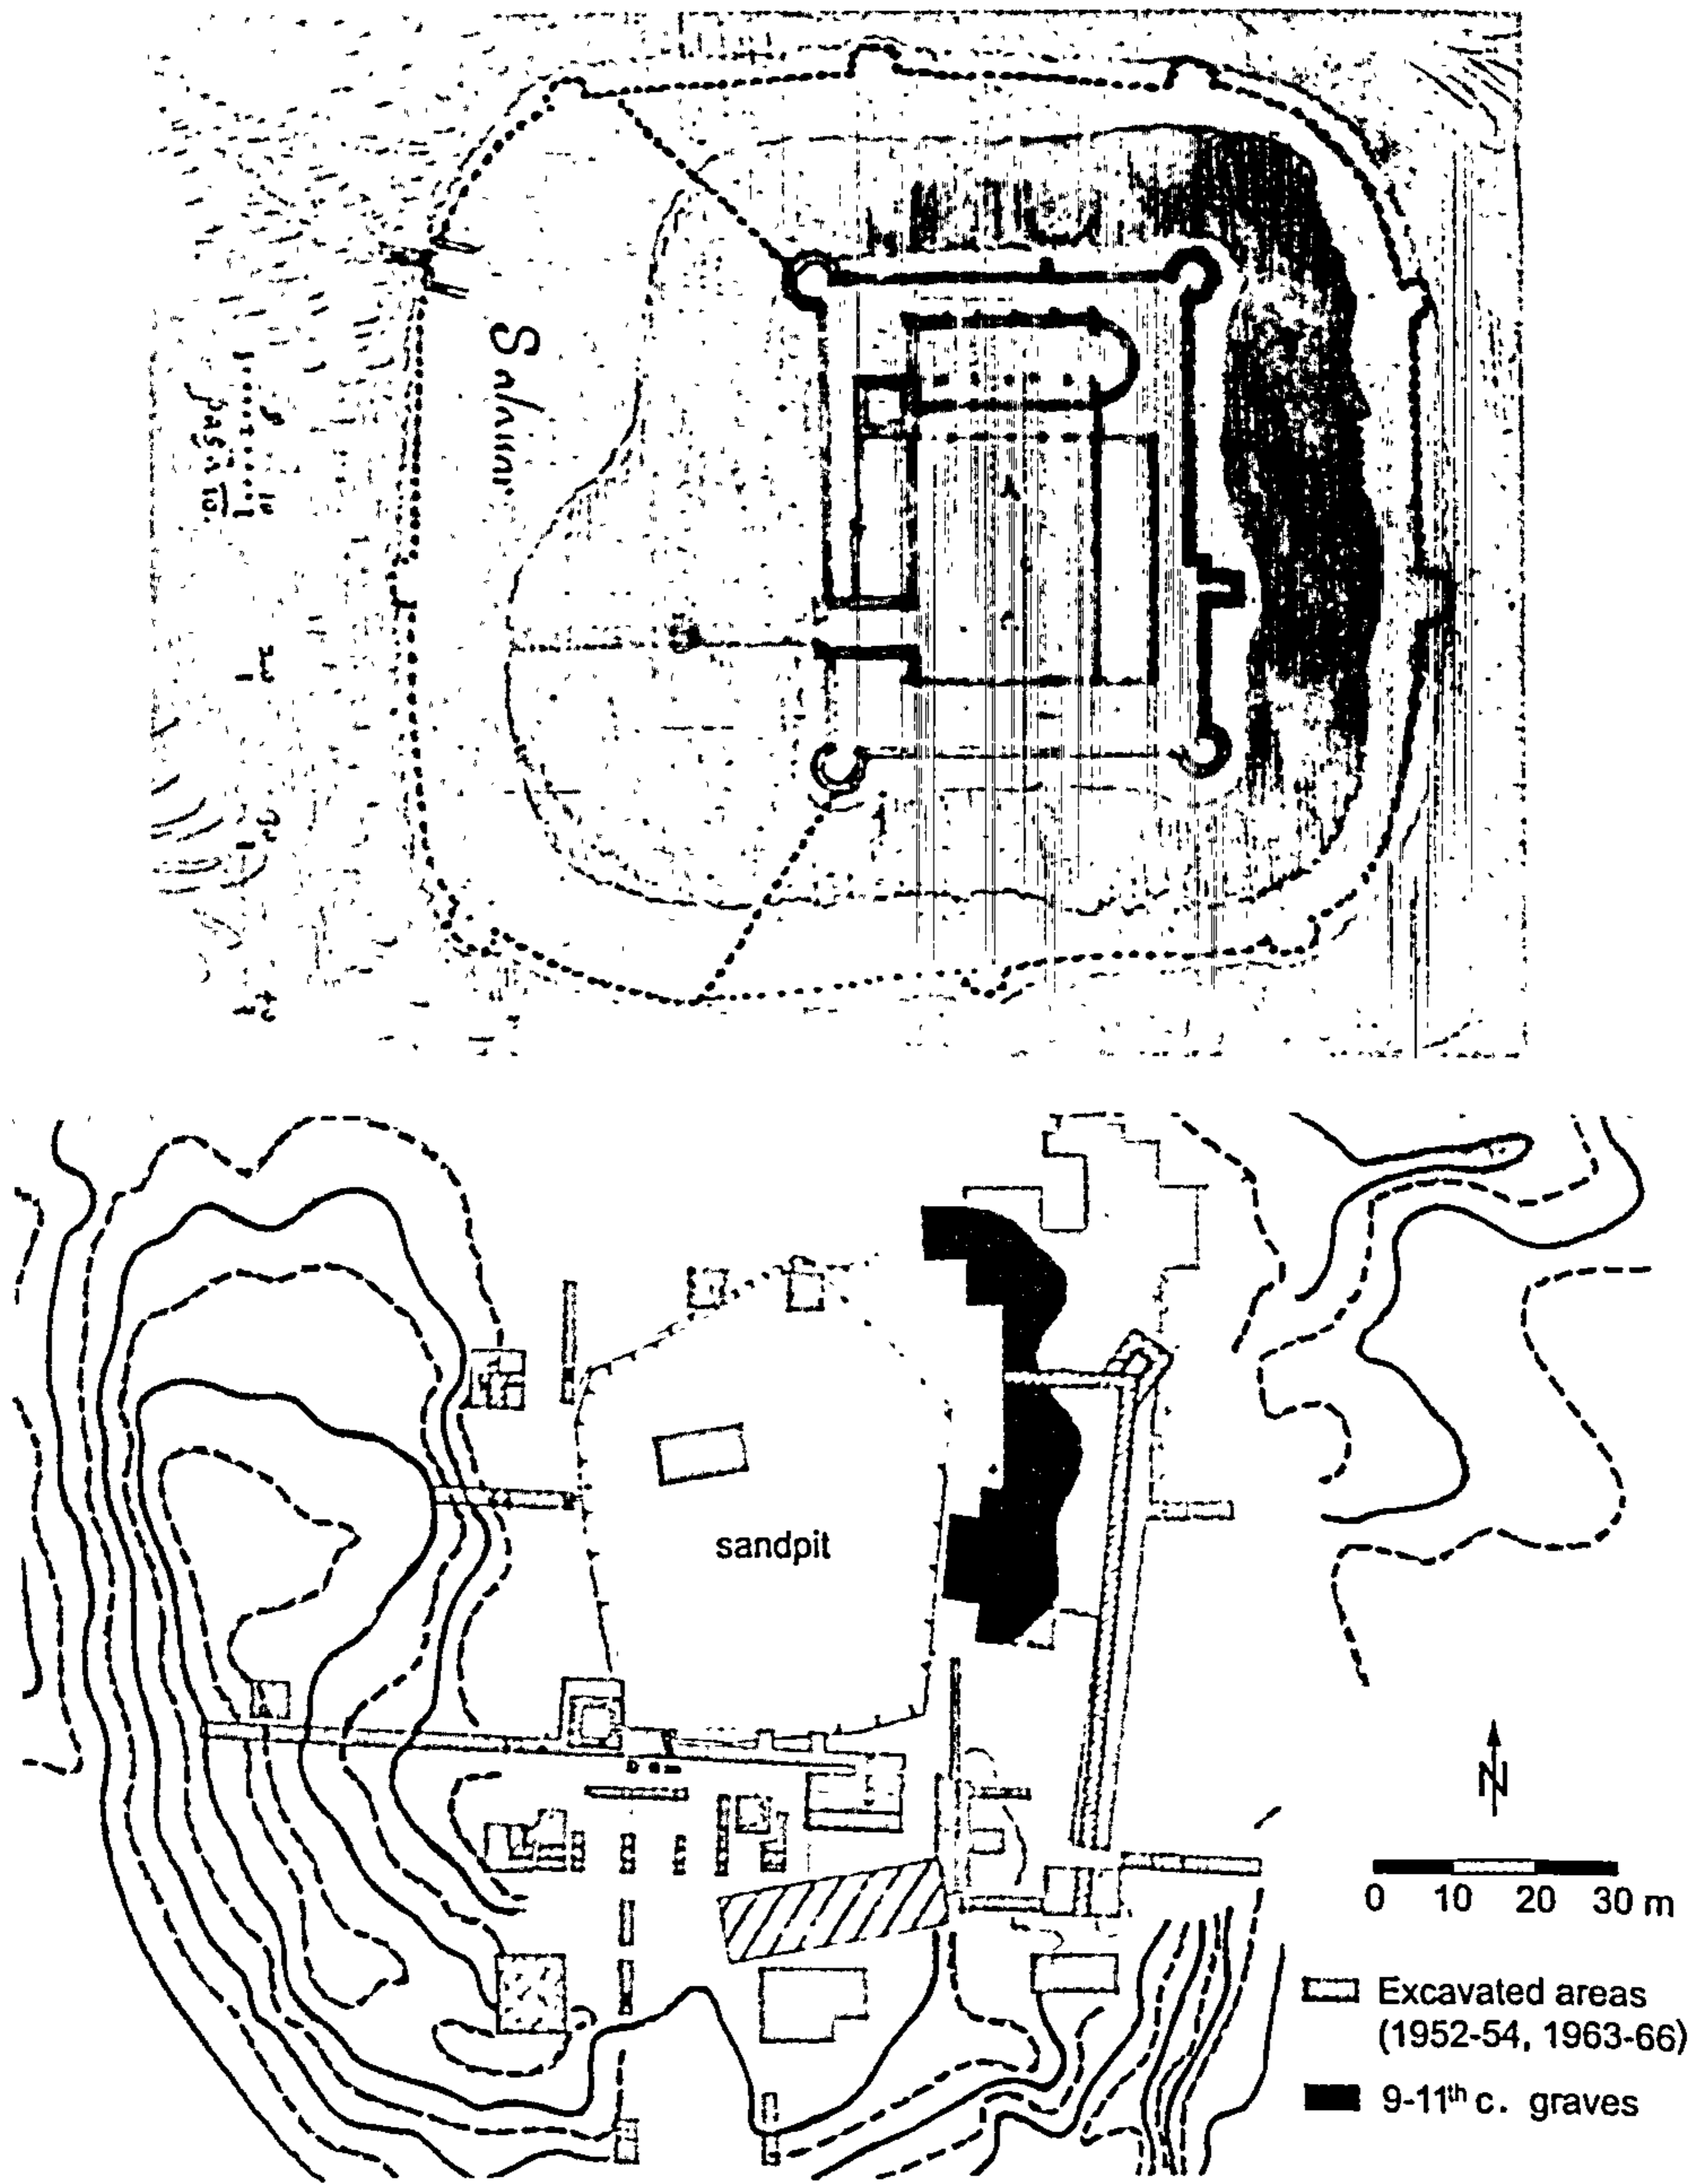 sandpit
N
0 10 20 30 m
Excavated areas
(1952-54, 1963-66)
9-11th c. graves